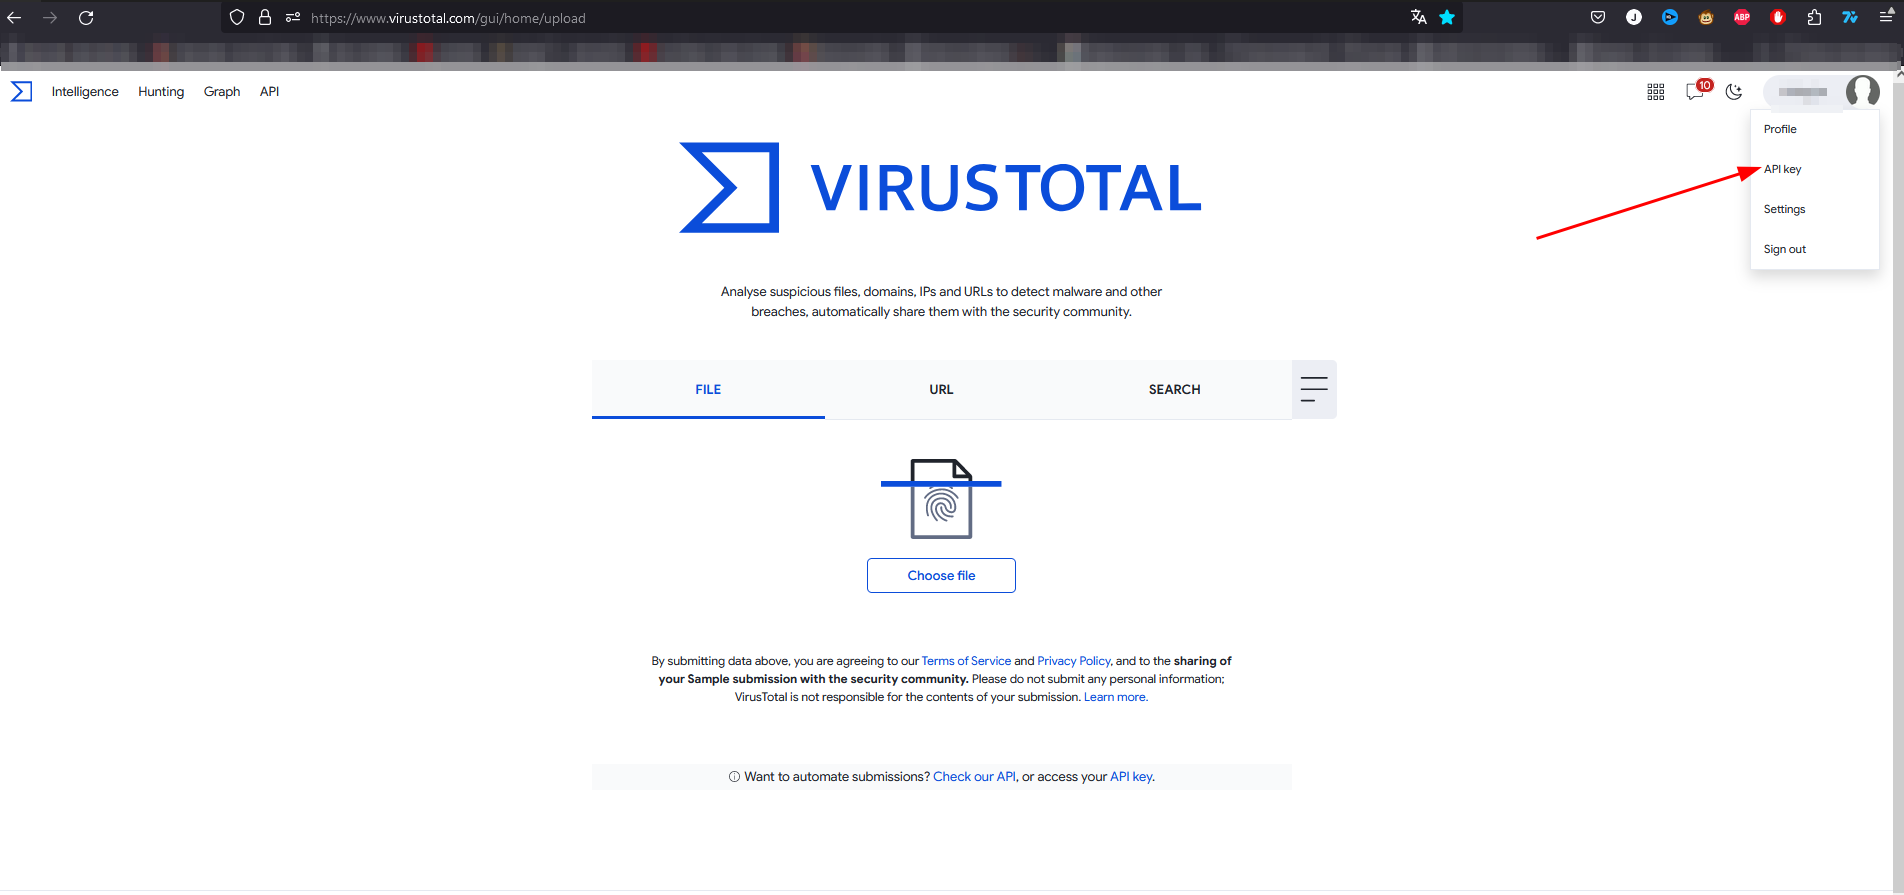 https://www.virustotal.com/gui/home/upload
J
ABP
Intelligence Hunting Graph API
10
Profile
API key
Settings
Sign out
VIRUSTOTAL
Analyse suspicious files, domains, IPs and URLs to detect malware and other
breaches, automatically share them with the security community.
FILE URL SEARCH
Choose file
By submitting data above, you are agreeing to our Terms of Service and Privacy Policy, and to the sharing of
your Sample submission with the security community. Please do not submit any personal information;
VirusTotal is not responsible for the contents of your submission. Learn more.
Want to automate submissions? Check our API, or access your API key.